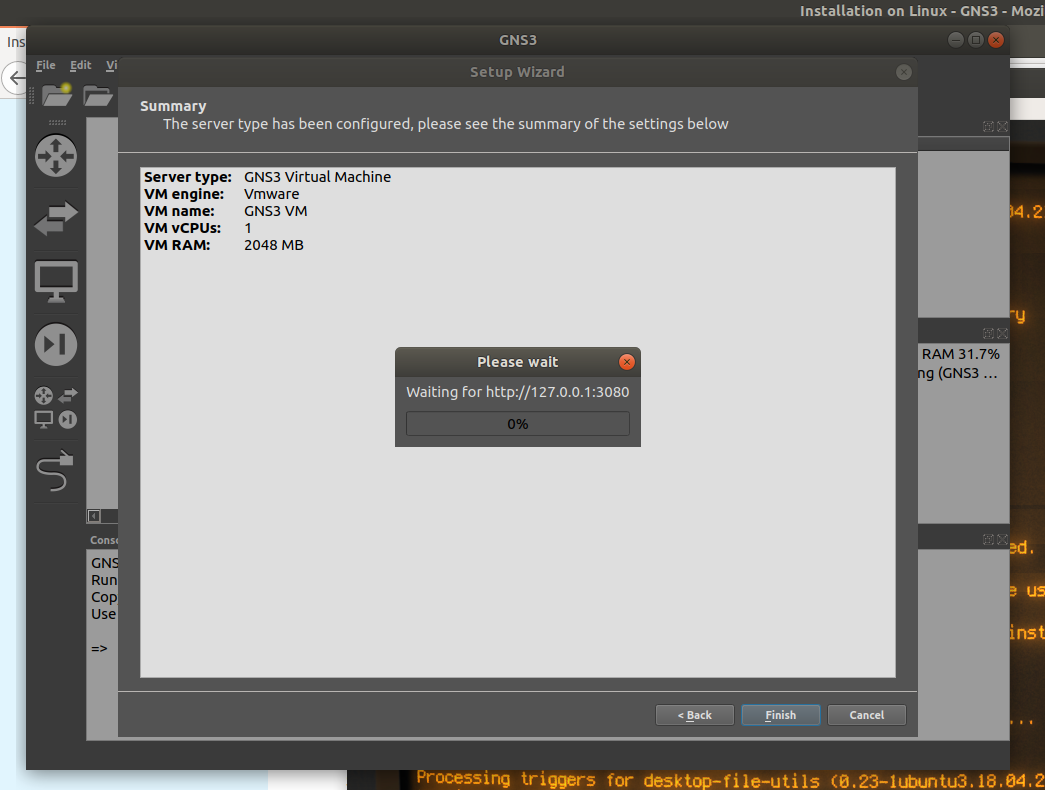 Installation on Linux - GNS3 - Mozi
Ins
GNS3
File Edit Vi
Setup Wizard
Summary
The server type has been configured, please see the summary of the settings below
Server type: GNS3 Virtual Machine
VM engine: Vmware
VM name: GNS3 VM
VM vCPUs: 1
VM RAM: 2048 MB
04.2
ry
Please wait
Waiting for http://127.0.0.1:3080
0%
RAM 31.7%
ng (GNS3 ...
Conso
GNS
Run
Cop
Use
=>
ed.
e us
inst
...
< Back Finish Cancel
Processing triggers for desktop-file-utils (0.23-1ubuntu3.18.04.2